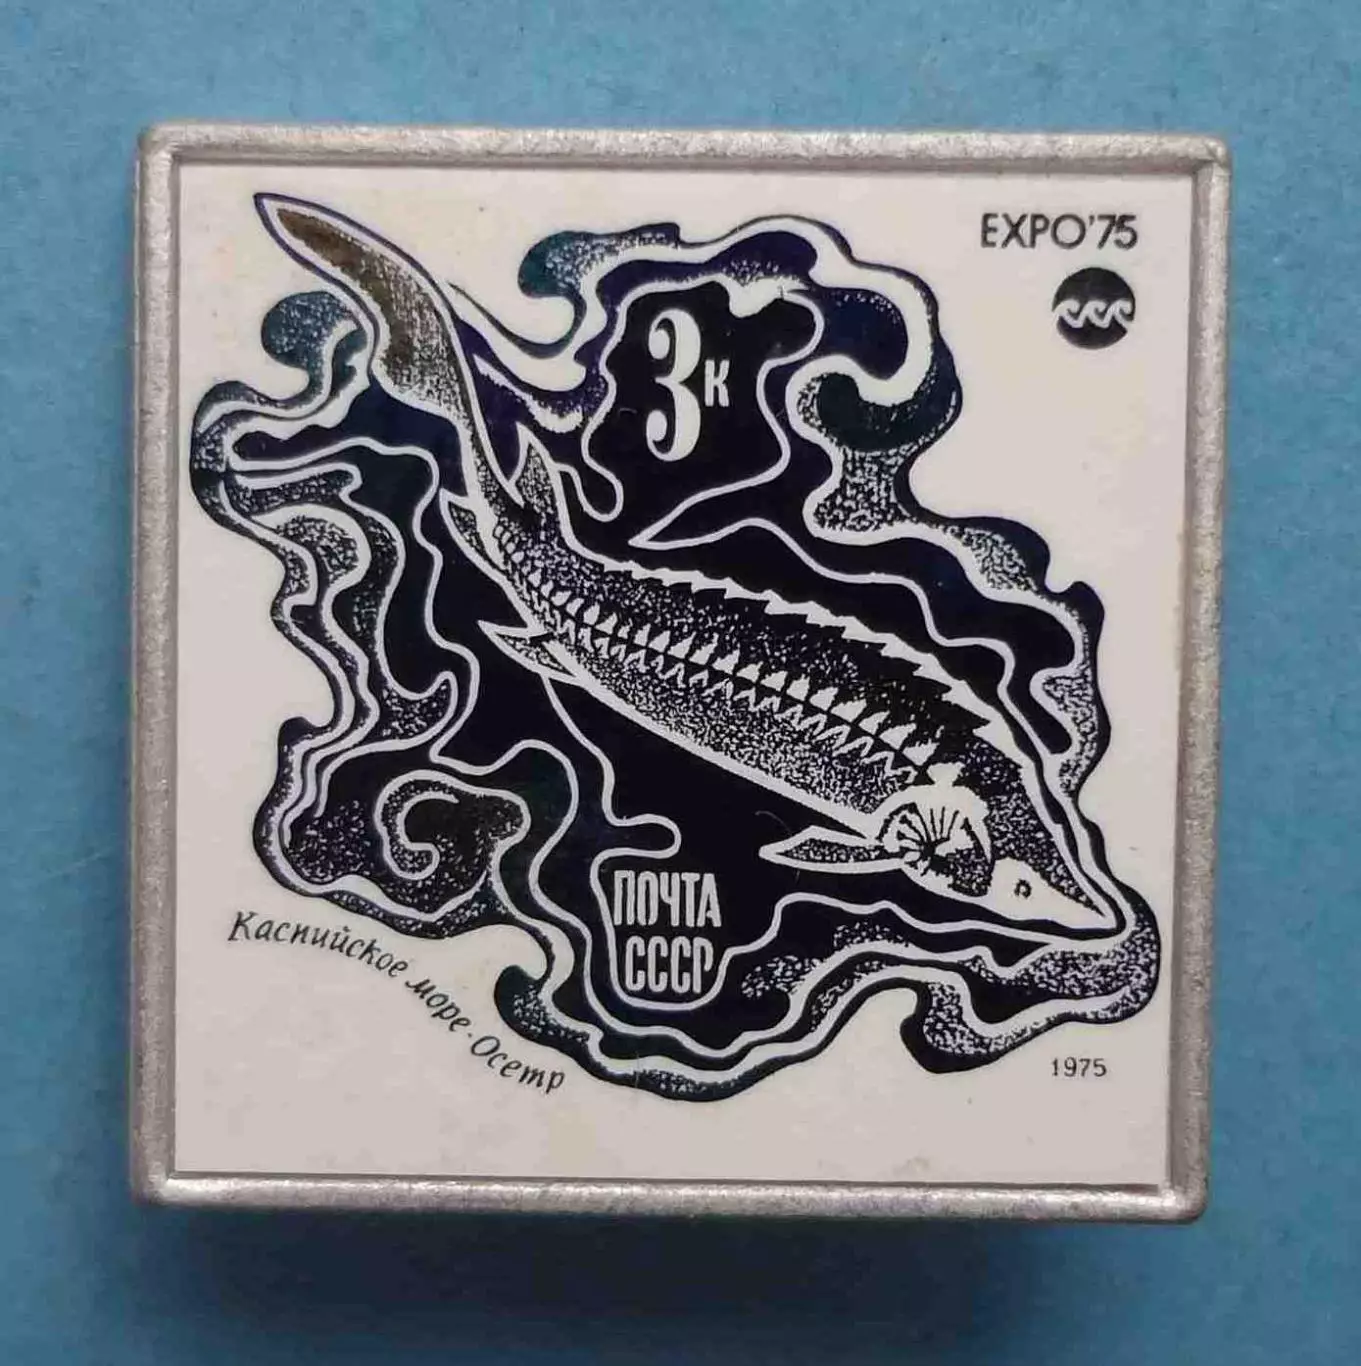 EXPO'75
3к
ПОЧТА
СССР
Каспийское море·Осетр
1975